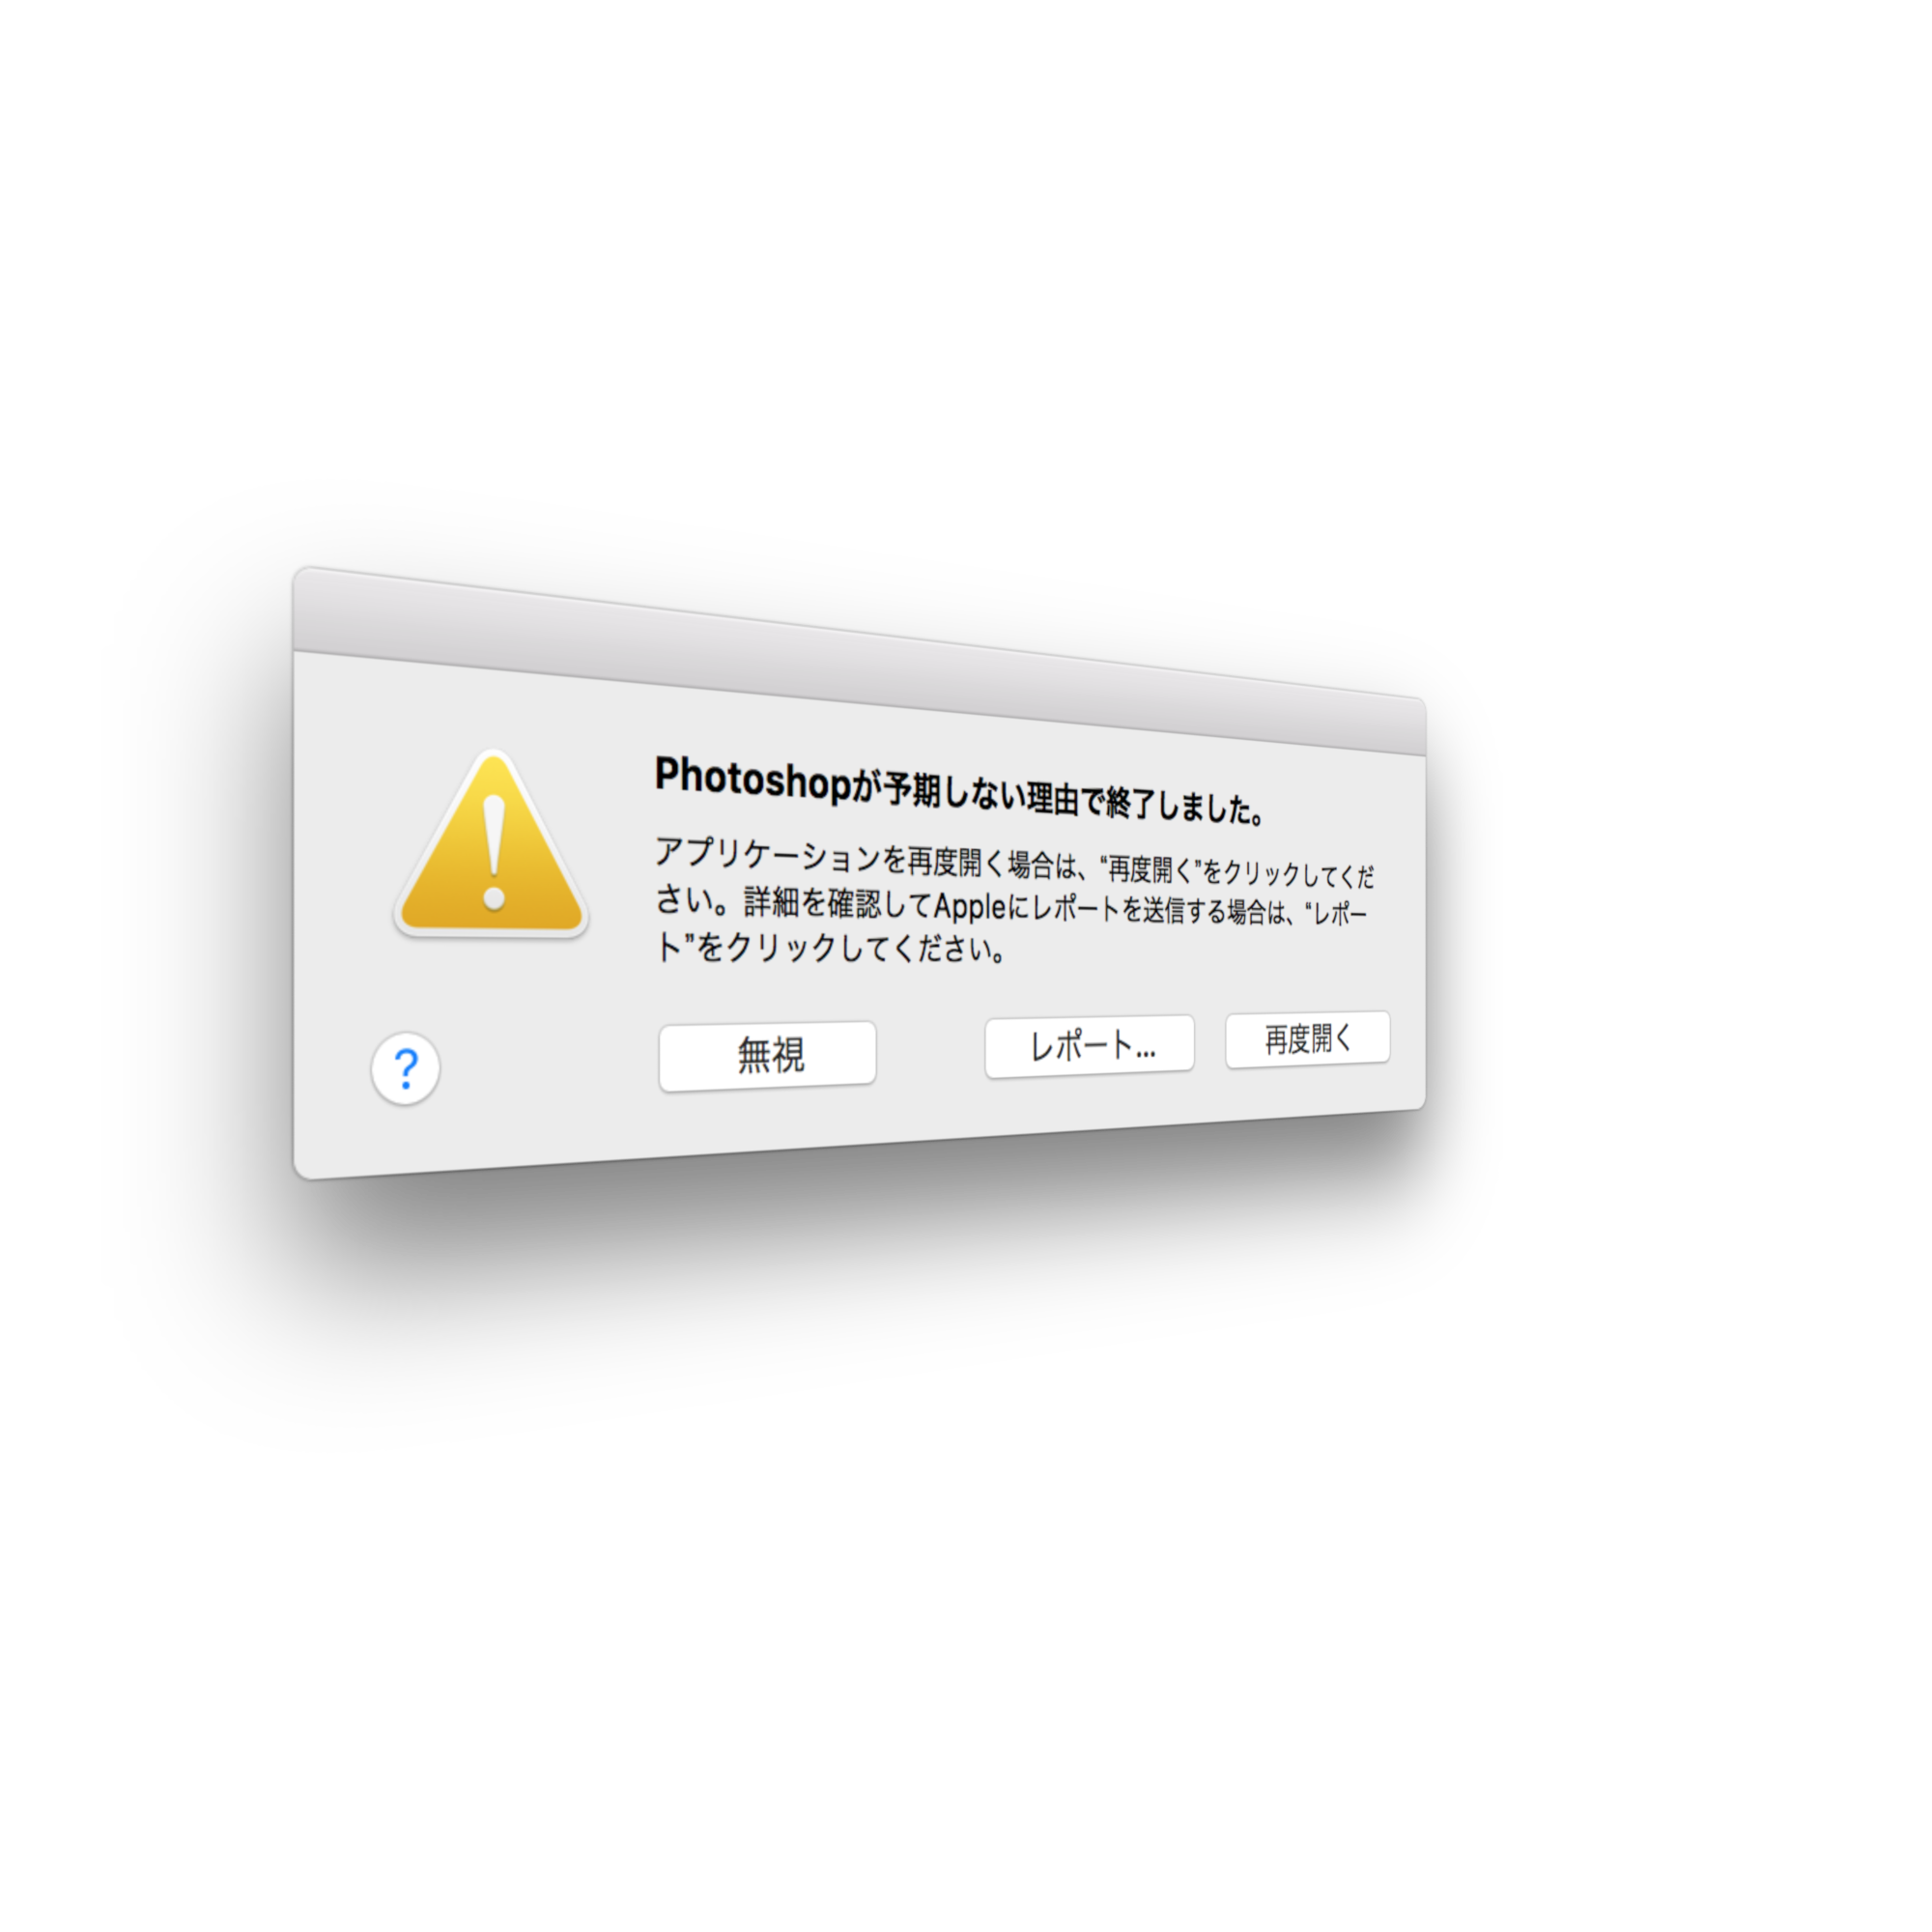 Photoshopが予期しない理由で終了しました。
アプリケーションを再度開く場合は、“再度開く”をクリックしてくだ
さい。詳細を確認してAppleにレポートを送信する場合は、“レポー
ト”をクリックしてください。
?
無視
レポート...
再度開く